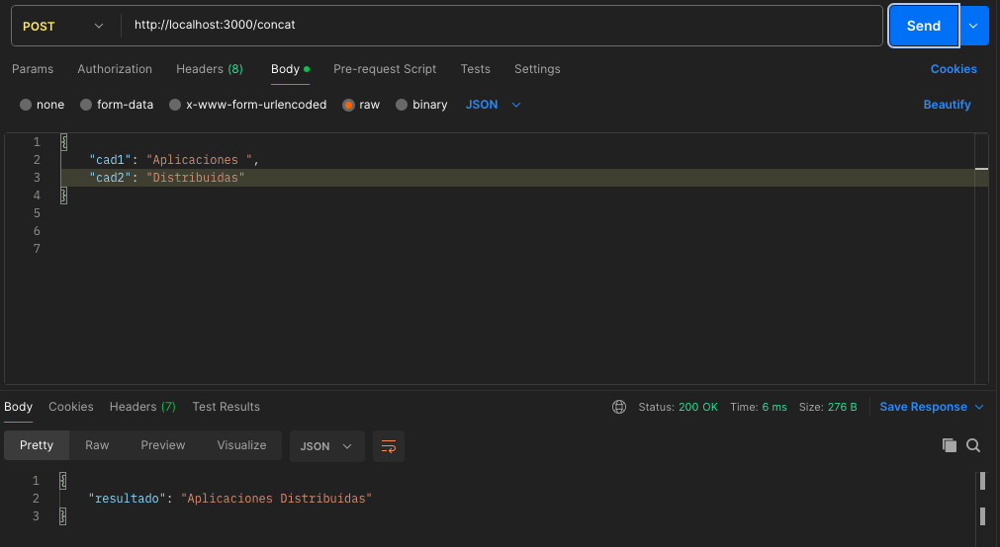 POST http://localhost:3000/concat Send
Params Authorization Headers (8) Body Pre-request Script Tests Settings Cookies
none form-data x-www-form-urlencoded raw binary JSON Beautify
1 {
2 "cad1": "Aplicaciones ",
3 "cad2": "Distribuidas"
4 }
5
6
7
Body Cookies Headers (7) Test Results Status: 200 OK Time: 6 ms Size: 276 B Save Response
Pretty Raw Preview Visualize JSON
1 {
2 "resultado": "Aplicaciones Distribuidas"
3 }